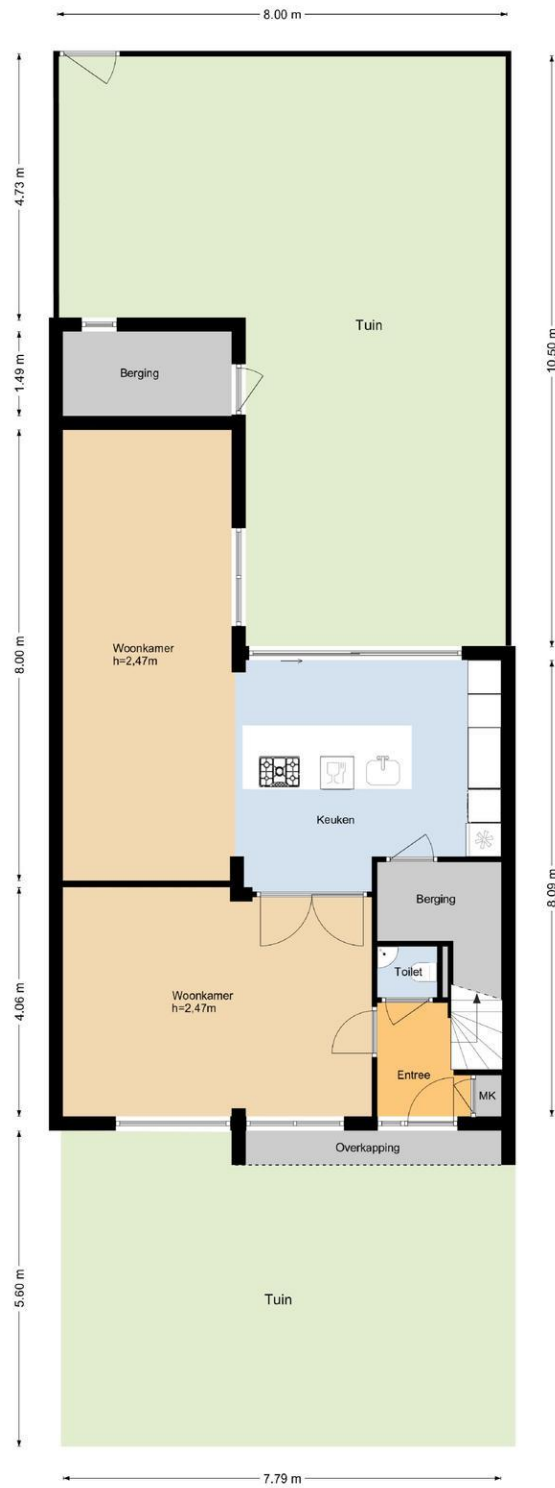 8.00 m
4.73 m
10.50 m
Tuin
1.49 m
Berging
8.00 m
Woonkamer
h=2,47m
Keuken
8.09 m
Berging
4.06 m
Woonkamer
h=2,47m
Toilet
Entree
MK
Overkapping
5.60 m
Tuin
7.79 m